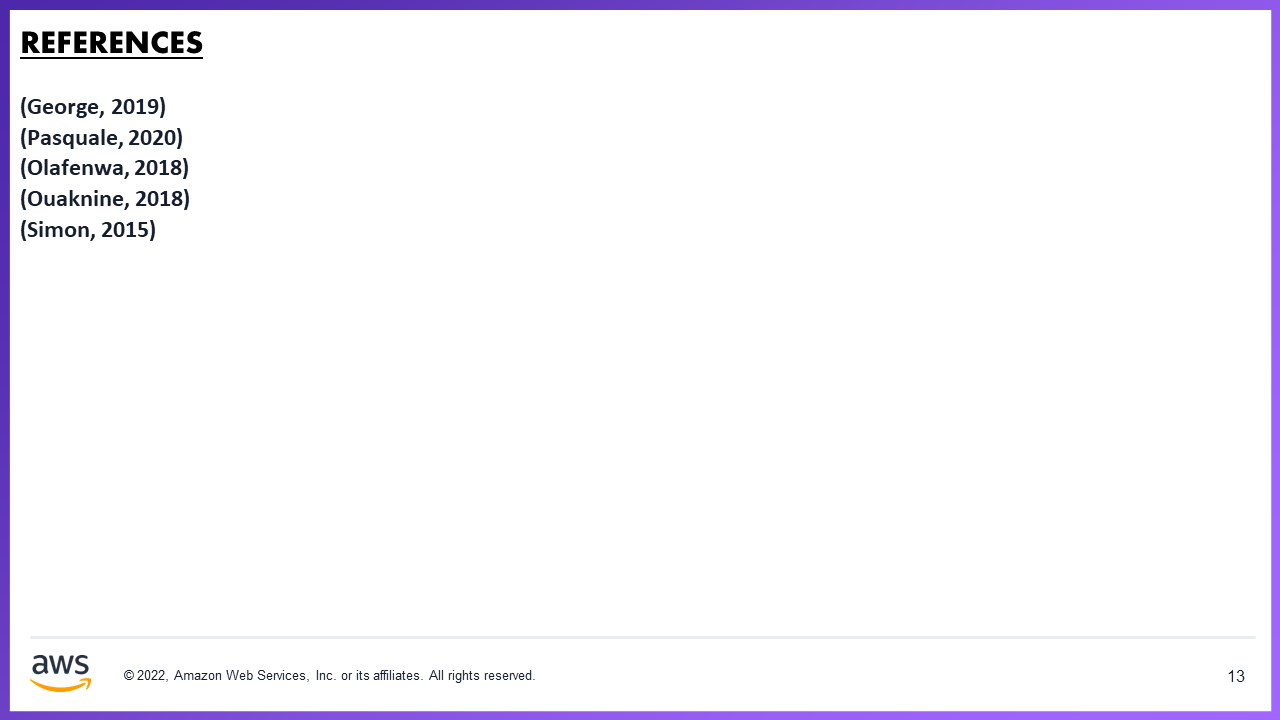 REFERENCES
(George, 2019)
(Pasquale, 2020)
(Olafenwa, 2018)
(Ouaknine, 2018)
(Simon, 2015)
aws
© 2022, Amazon Web Services, Inc. or its affiliates. All rights reserved.
13